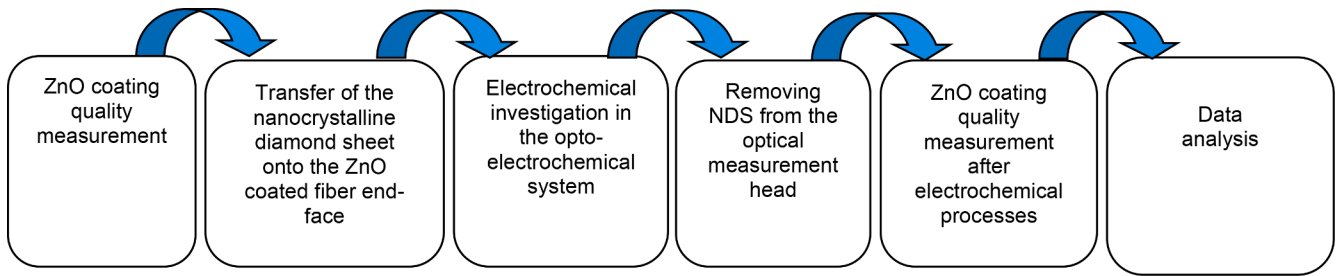 ZnO coating
quality
measurement
Transfer of the
nanocrystalline
diamond sheet
onto the ZnO
coated fiber end-
face
Electrochemical
investigation in
the opto-
electrochemical
system
Removing
NDS from the
optical
measurement
head
ZnO coating
quality
measurement
after
electrochemical
processes
Data
analysis